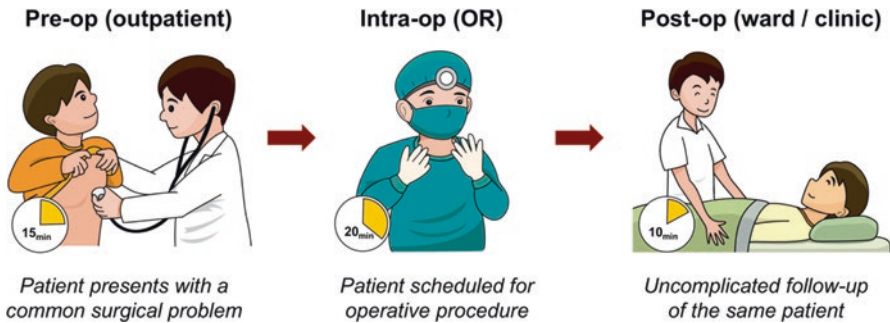 Pre-op (outpatient)
Intra-op (OR)
Post-op (ward / clinic)
15min
20min
10min
Patient presents with a
common surgical problem
Patient scheduled for
operative procedure
Uncomplicated follow-up
of the same patient